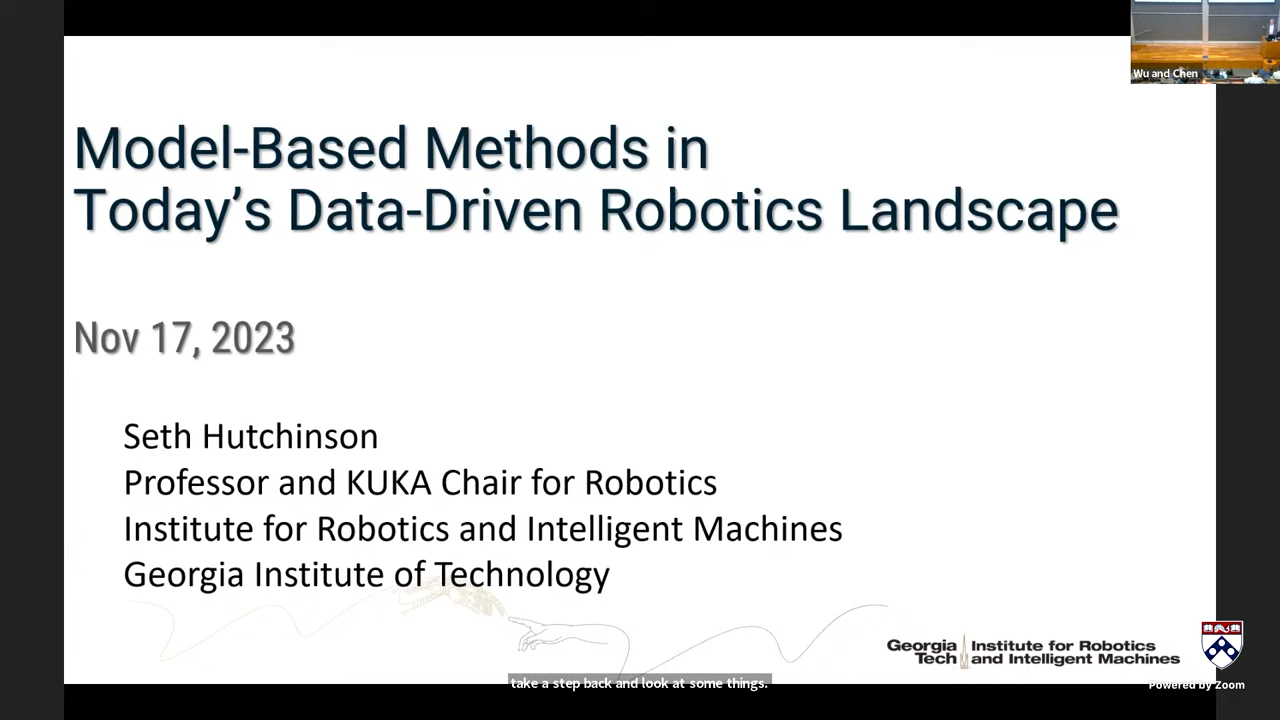 Wu and Chen
Model-Based Methods in
Today's Data-Driven Robotics Landscape
Nov 17, 2023
Seth Hutchinson
Professor and KUKA Chair for Robotics
Institute for Robotics and Intelligent Machines
Georgia Institute of Technology
Georgia Tech
Institute for Robotics
and Intelligent Machines
take a step back and look at some things.
Powered by Zoom